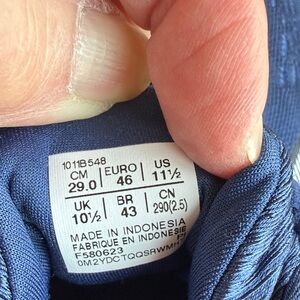 1011B548
CM | EURO | US
29.0 | 46 | 11½
UK | BR | CN
10½ | 43 | 290(2.5)
MADE IN INDONESIA
FABRIQUE EN INDONESIE
F580623